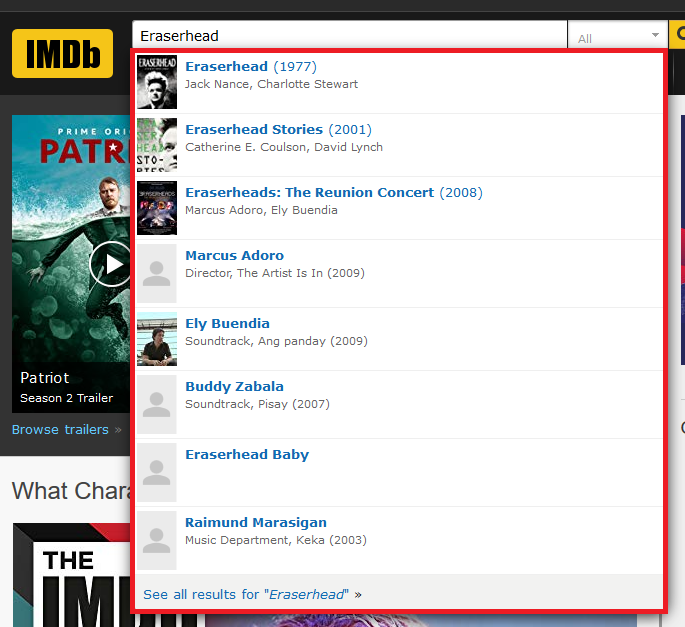 IMDb
Eraserhead
All
ERASERHEAD
Eraserhead (1977)
Jack Nance, Charlotte Stewart
Eraserhead Stories (2001)
Catherine E. Coulson, David Lynch
Eraserheads: The Reunion Concert (2008)
Marcus Adoro, Ely Buendia
Marcus Adoro
Director, The Artist Is In (2009)
Ely Buendia
Soundtrack, Ang panday (2009)
Buddy Zabala
Soundtrack, Pisay (2007)
Eraserhead Baby
Raimund Marasigan
Music Department, Keka (2003)
See all results for "Eraserhead" »
PRIME ORI
PATR
Patriot
Season 2 Trailer
Browse trailers »
What Chara
THE
IMD